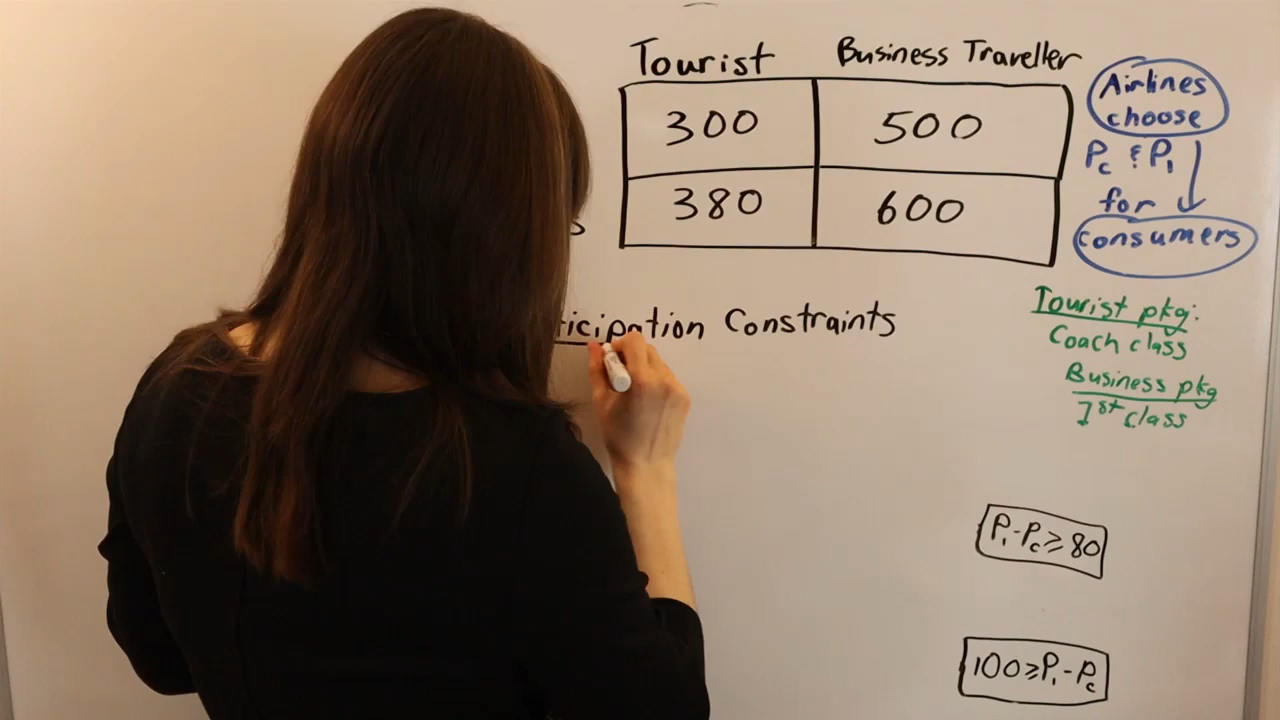 Tourist Business Traveller
300 500
380 600
Airlines
choose
Pc & P1
for
consumers
Tourist pkg:
Coach class
Business pkg
1st class
ticipation Constraints
P1-Pc≥80
100≥P1-Pc